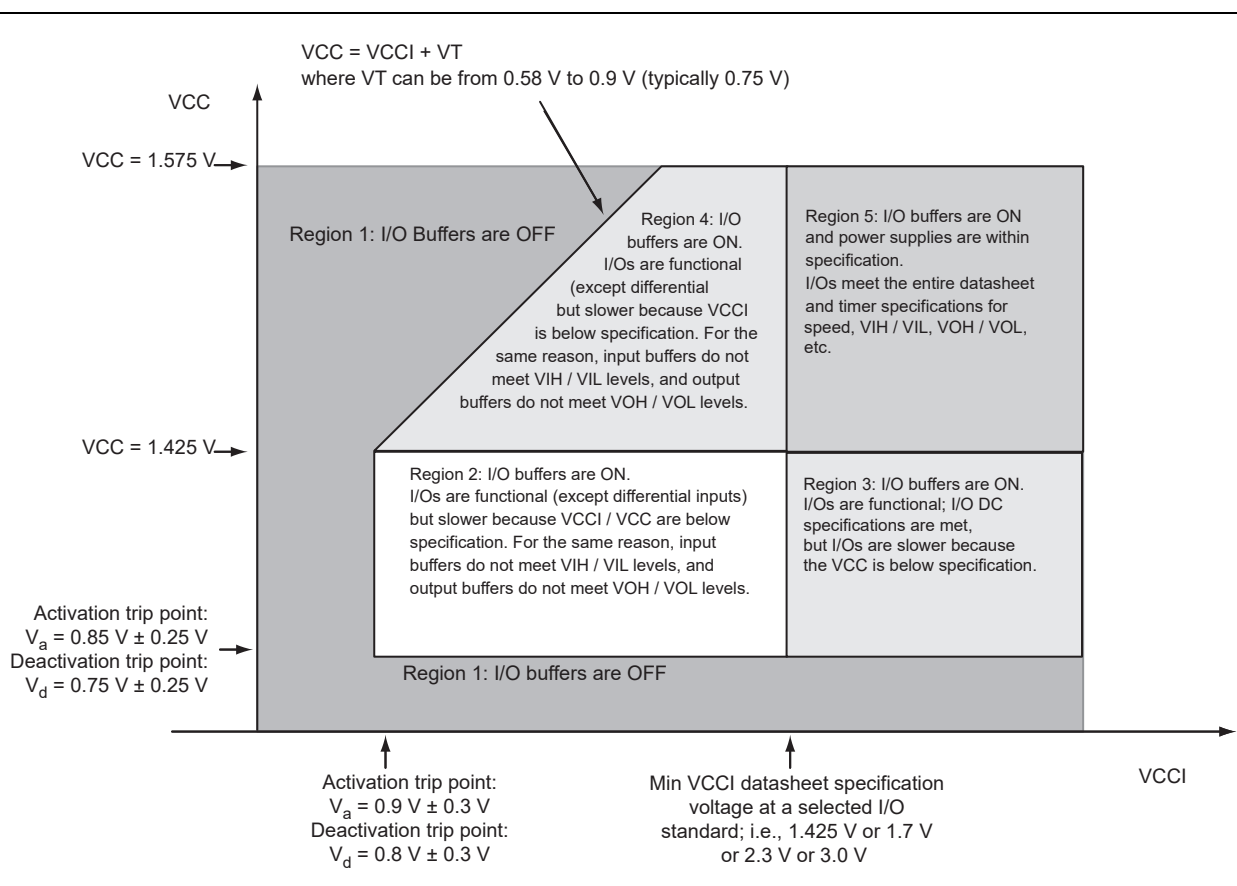 VCC = VCCI + VT
where VT can be from 0.58 V to 0.9 V (typically 0.75 V)
VCC
VCC = 1.575 V
Region 1: I/O Buffers are OFF
Region 4: I/O
buffers are ON.
I/Os are functional
(except differential
but slower because VCCI
is below specification. For the
same reason, input buffers do not
meet VIH / VIL levels, and output
buffers do not meet VOH / VOL levels.
Region 5: I/O buffers are ON
and power supplies are within
specification.
I/Os meet the entire datasheet
and timer specifications for
speed, VIH / VIL, VOH / VOL,
etc.
VCC = 1.425 V
Region 2: I/O buffers are ON.
I/Os are functional (except differential inputs)
but slower because VCCI / VCC are below
specification. For the same reason, input
buffers do not meet VIH / VIL levels, and
output buffers do not meet VOH / VOL levels.
Region 3: I/O buffers are ON.
I/Os are functional; I/O DC
specifications are met,
but I/Os are slower because
the VCC is below specification.
Activation trip point:
Va = 0.85 V ± 0.25 V
Deactivation trip point:
Vd = 0.75 V ± 0.25 V
Region 1: I/O buffers are OFF
Activation trip point:
Va = 0.9 V ± 0.3 V
Deactivation trip point:
Vd = 0.8 V ± 0.3 V
Min VCCI datasheet specification
voltage at a selected I/O
standard; i.e., 1.425 V or 1.7 V
or 2.3 V or 3.0 V
VCCI